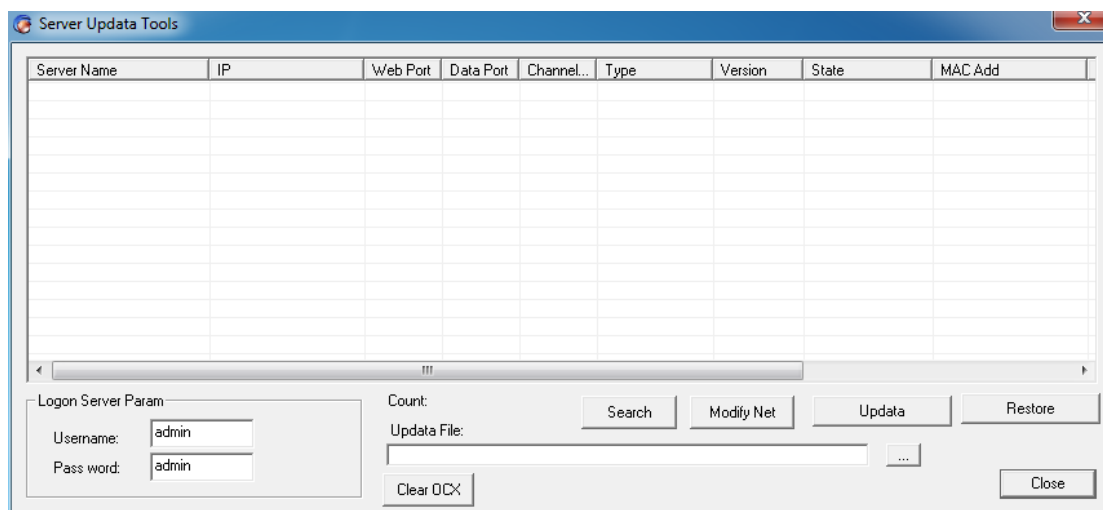 Server Updata Tools
Server Name IP Web Port Data Port Channel... Type Version State MAC Add
Logon Server Param
Username: admin
Pass word: admin
Count:
Search Modify Net Updata Restore
Updata File:
...
Clear OCX
Close